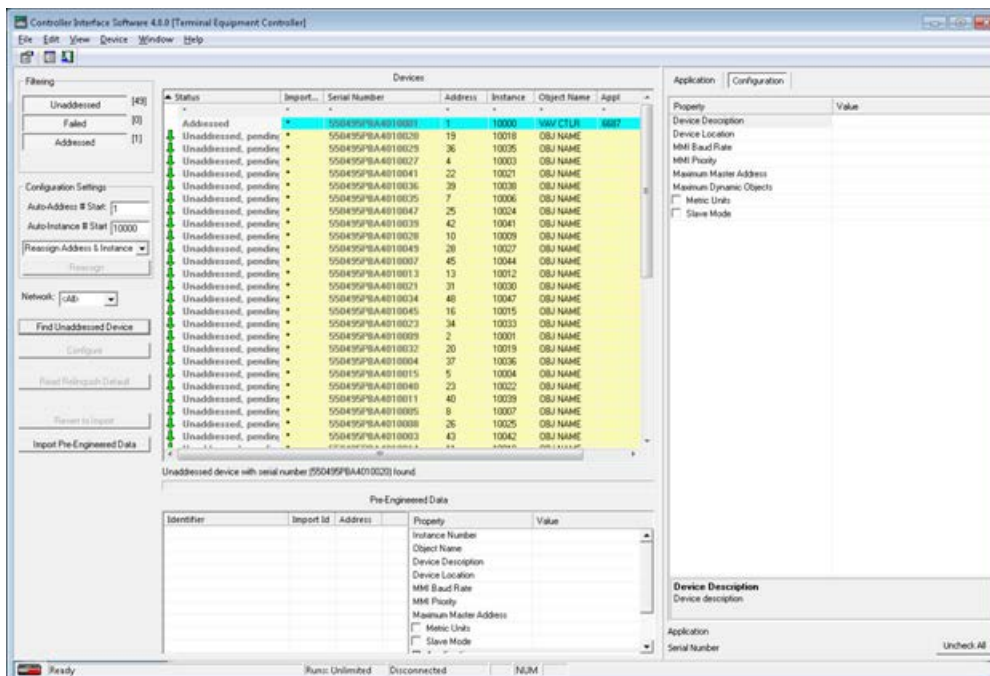 Controller Interface Software 4.0.0 [Terminal Equipment Controller]
File Edit View Device Window Help
Filtering
Unaddressed [49]
Failed [0]
Addressed [1]
Configuration Settings
Auto-Address # Start: 1
Auto-Instance # Start 10000
Reassign Address & Instance
Reassign
Network: <All>
Find Unaddressed Device
Configure
Read Relinquish Default
Revert to Import
Import Pre-Engineered Data
Devices
Status Import... Serial Number Address Instance Object Name Appl
Addressed * 550495PBA4010001 1 10000 VAV CTLR 6687
Unaddressed, pending * 550495PBA4010020 19 10018 OBJ NAME
Unaddressed, pending * 550495PBA4010029 36 10035 OBJ NAME
Unaddressed, pending * 550495PBA4010027 4 10003 OBJ NAME
Unaddressed, pending * 550495PBA4010041 22 10021 OBJ NAME
Unaddressed, pending * 550495PBA4010036 39 10038 OBJ NAME
Unaddressed, pending * 550495PBA4010035 7 10006 OBJ NAME
Unaddressed, pending * 550495PBA4010047 25 10024 OBJ NAME
Unaddressed, pending * 550495PBA4010039 42 10041 OBJ NAME
Unaddressed, pending * 550495PBA4010028 10 10009 OBJ NAME
Unaddressed, pending * 550495PBA4010049 28 10027 OBJ NAME
Unaddressed, pending * 550495PBA4010007 45 10044 OBJ NAME
Unaddressed, pending * 550495PBA4010013 13 10012 OBJ NAME
Unaddressed, pending * 550495PBA4010021 31 10030 OBJ NAME
Unaddressed, pending * 550495PBA4010034 48 10047 OBJ NAME
Unaddressed, pending * 550495PBA4010045 16 10015 OBJ NAME
Unaddressed, pending * 550495PBA4010023 34 10033 OBJ NAME
Unaddressed, pending * 550495PBA4010009 2 10001 OBJ NAME
Unaddressed, pending * 550495PBA4010032 20 10019 OBJ NAME
Unaddressed, pending * 550495PBA4010004 37 10036 OBJ NAME
Unaddressed, pending * 550495PBA4010015 5 10004 OBJ NAME
Unaddressed, pending * 550495PBA4010040 23 10022 OBJ NAME
Unaddressed, pending * 550495PBA4010011 40 10039 OBJ NAME
Unaddressed, pending * 550495PBA4010005 8 10007 OBJ NAME
Unaddressed, pending * 550495PBA4010008 26 10025 OBJ NAME
Unaddressed, pending * 550495PBA4010003 43 10042 OBJ NAME
Unaddressed device with serial number (550495PBA4010020) found
Pre-Engineered Data
Identifier Import Id Address
Property Value
Instance Number
Object Name
Device Description
Device Location
MMI Baud Rate
MMI Priority
Maximum Master Address
Metric Units
Slave Mode
Application Configuration
Property Value
Device Description
Device Location
MMI Baud Rate
MMI Priority
Maximum Master Address
Maximum Dynamic Objects
Metric Units
Slave Mode
Device Description
Device description
Application
Serial Number
Uncheck All
Ready Runs: Unlimited Disconnected NUM